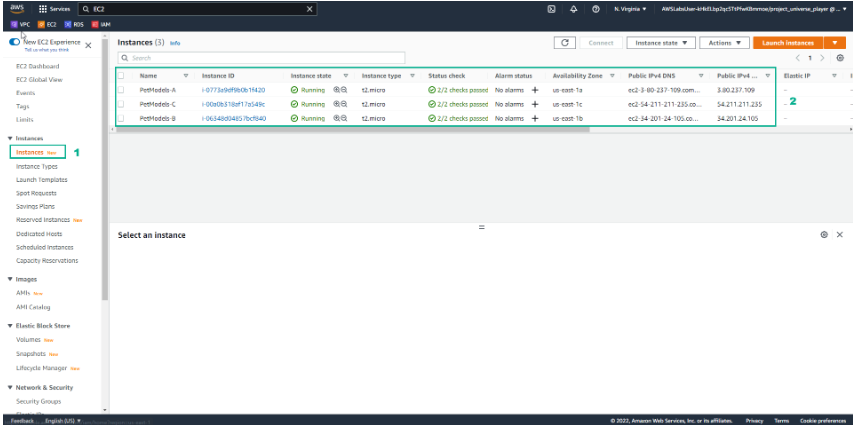 aws Services EC2 N. Virginia
VPC EC2 RDS IAM
New EC2 Experience
Tell us what you think
EC2 Dashboard
EC2 Global View
Events
Tags
Limits
Instances
Instances New 1
Instance Types
Launch Templates
Spot Requests
Savings Plans
Reserved Instances New
Dedicated Hosts
Scheduled Instances
Capacity Reservations
Images
AMIs New
AMI Catalog
Elastic Block Store
Volumes New
Snapshots New
Lifecycle Manager New
Network & Security
Security Groups
Instances (3) Info Connect Instance state Actions Launch instances
Search 1
Name Instance ID Instance state Instance type Status check Alarm status Availability Zone Public IPv4 DNS Public IPv4 ... Elastic IP
PetModels-A i-0773a9df9b0b1f420 Running t2.micro 2/2 checks passed No alarms + us-east-1a ec2-3-80-237-109.com... 3.80.237.109 –
PetModels-C i-00a0b318af17a549c Running t2.micro 2/2 checks passed No alarms + us-east-1c ec2-54-211-211-235.co... 54.211.211.235 –
2
PetModels-B i-06348d04857bcf840 Running t2.micro 2/2 checks passed No alarms + us-east-1b ec2-34-201-24-105.co... 34.201.24.105 –
Select an instance
Feedback English (US) © 2023, Amazon Web Services, Inc. or its affiliates. Privacy Terms Cookie preferences